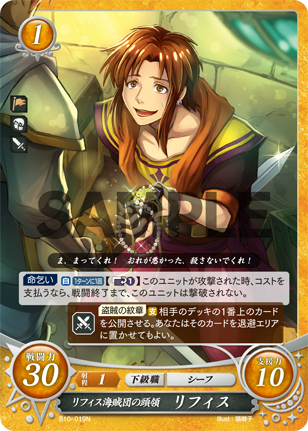 1
SAMPLE
ま、まってくれ! おれが悪かった、殺さないでくれ!
命乞い 自 1ターンに1回 このユニットが攻撃された時、コストを
支払うなら、戦闘終了まで、このユニットは撃破されない。
盗賊の紋章 支 相手のデッキの1番上のカード
を公開させる。あなたはそのカードを退避エリア
に置かせてもよい。
戦闘力
30
射程 1 下級職 シーフ
支援力
10
リフィス海賊団の頭領 リフィス
B10-019N